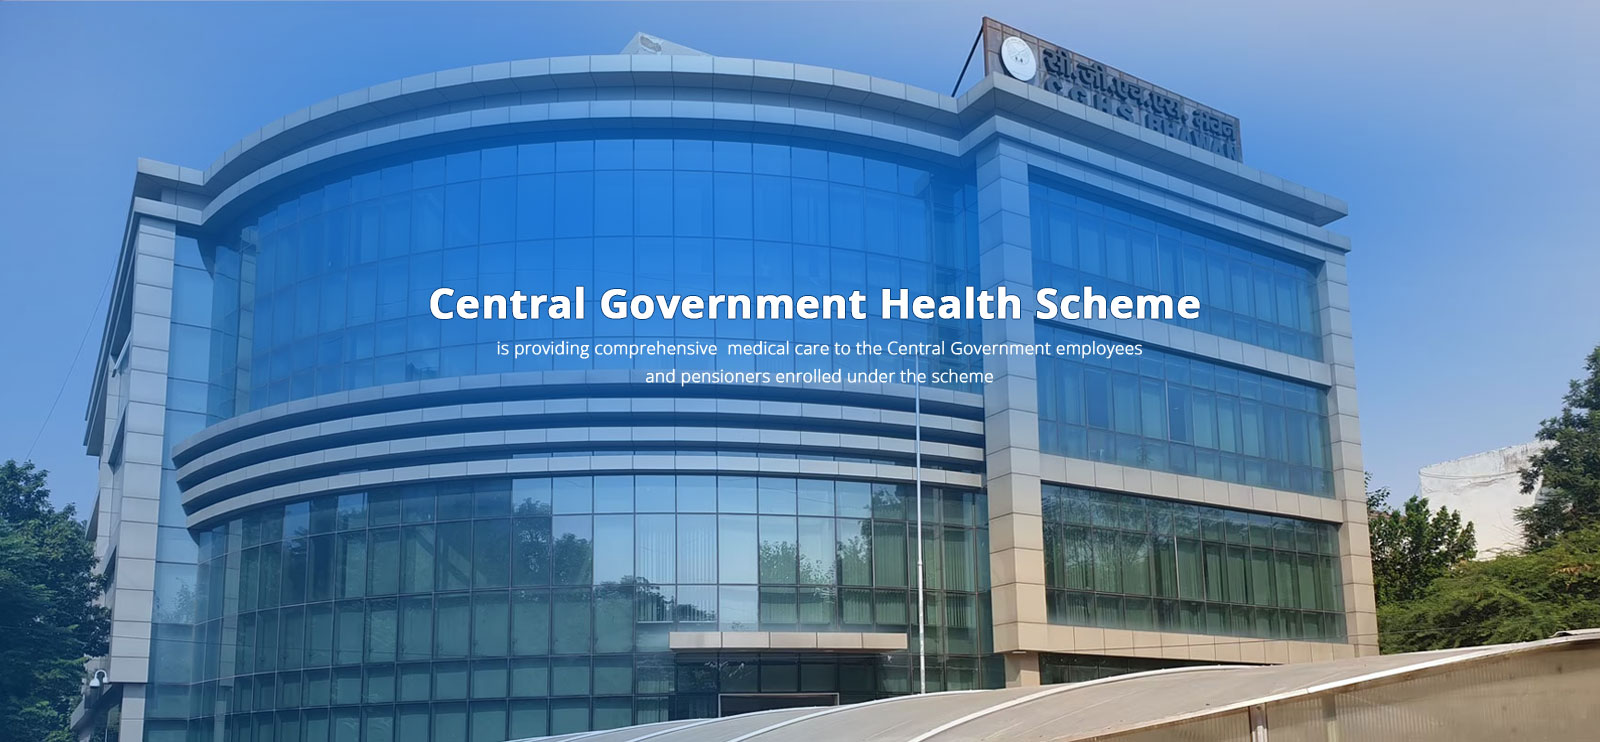 सी.जी.एच.एस. भवन
C G H S BHAWAN
Central Government Health Scheme
is providing comprehensive  medical care to the Central Government employees
and pensioners enrolled under the scheme